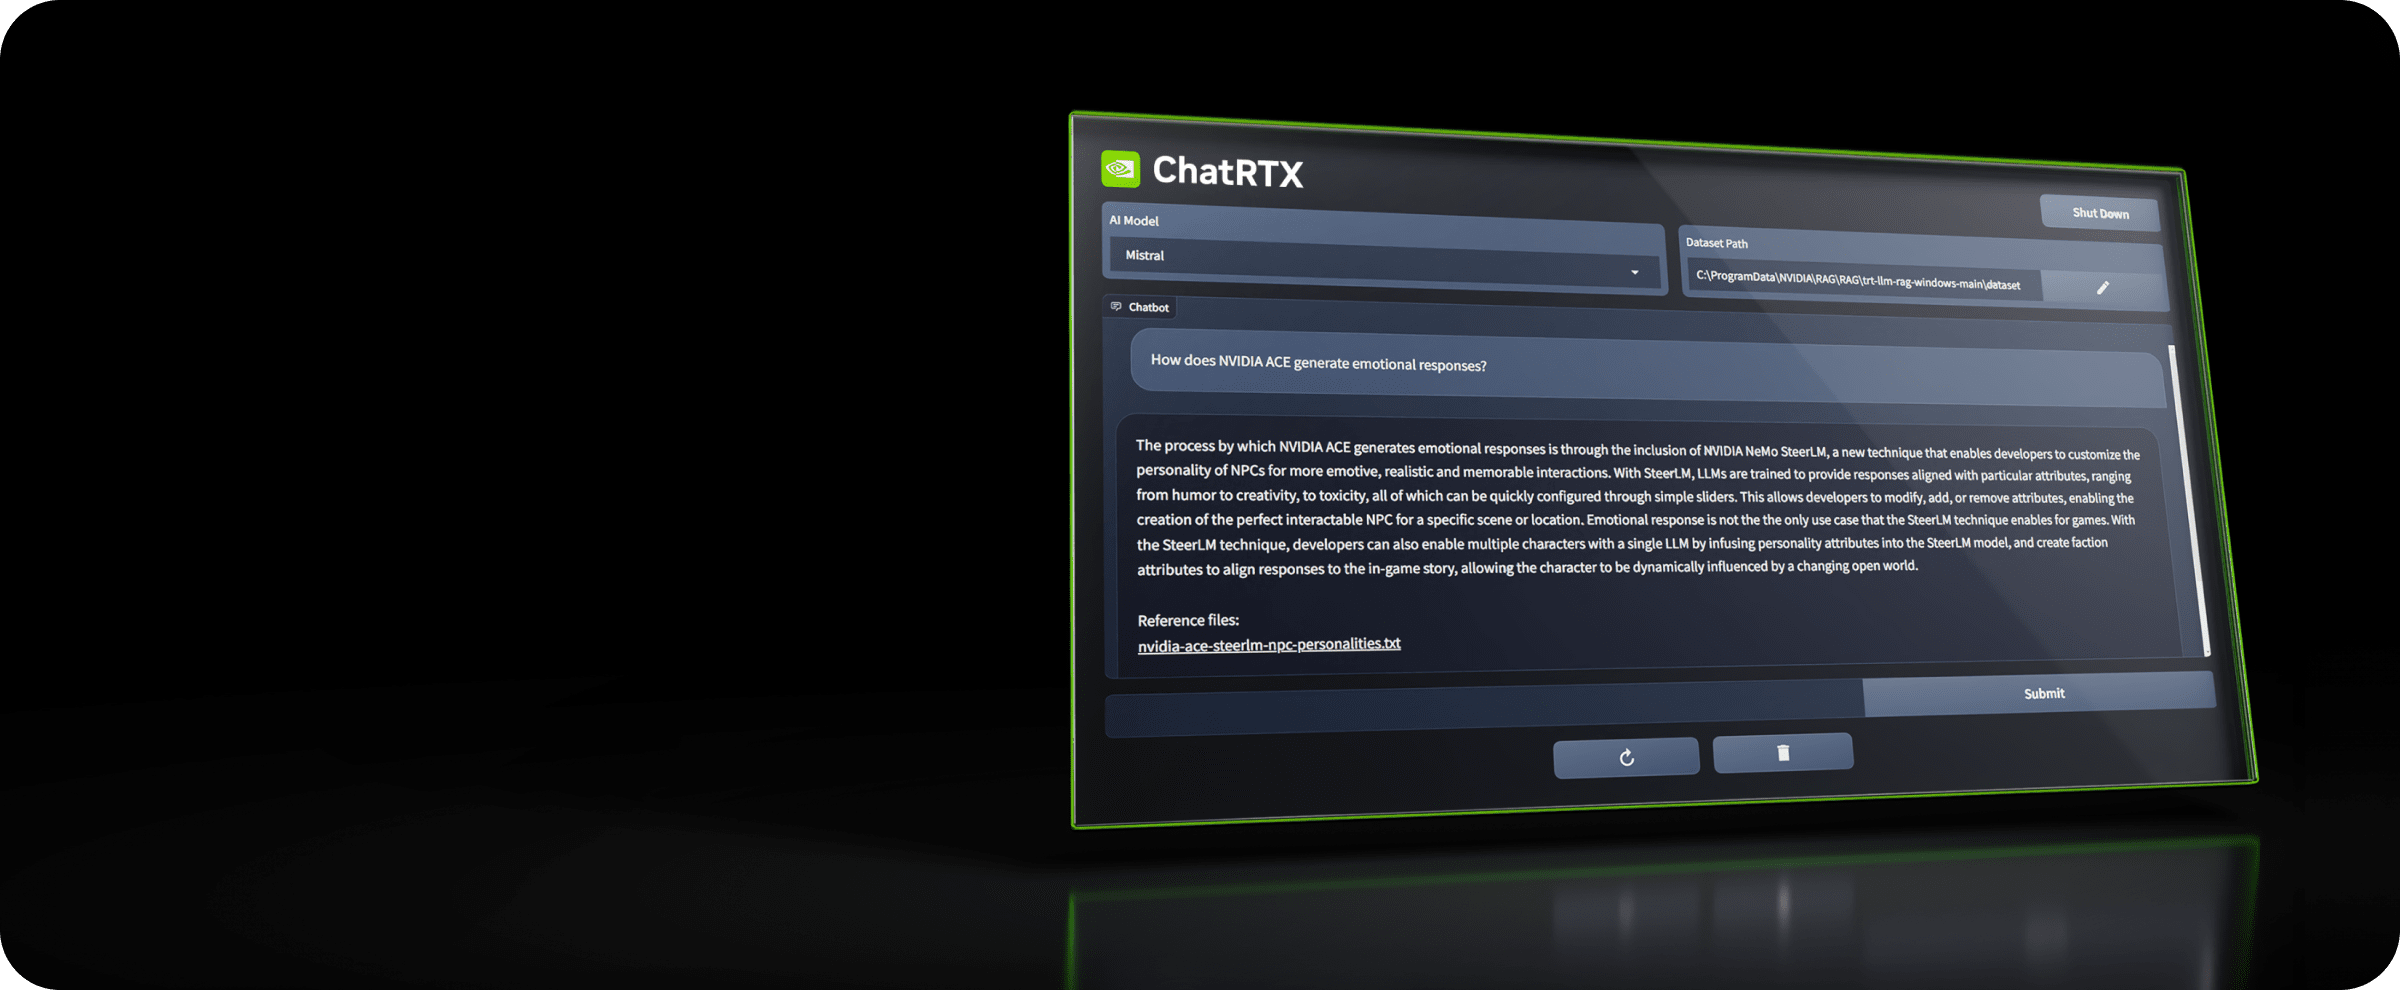 ChatRTX
Shut Down
AI Model
Mistral
Dataset Path
C:\ProgramData\NVIDIA\RAG\RAG\trt-llm-rag-windows-main\dataset
Chatbot
How does NVIDIA ACE generate emotional responses?
The process by which NVIDIA ACE generates emotional responses is through the inclusion of NVIDIA NeMo SteerLM, a new technique that enables developers to customize the
personality of NPCs for more emotive, realistic and memorable interactions. With SteerLM, LLMs are trained to provide responses aligned with particular attributes, ranging
from humor to creativity, to toxicity, all of which can be quickly configured through simple sliders. This allows developers to modify, add, or remove attributes, enabling the
creation of the perfect interactable NPC for a specific scene or location. Emotional response is not the the only use case that the SteerLM technique enables for games. With
the SteerLM technique, developers can also enable multiple characters with a single LLM by infusing personality attributes into the SteerLM model, and create faction
attributes to align responses to the in-game story, allowing the character to be dynamically influenced by a changing open world.
Reference files:
nvidia-ace-steerlm-npc-personalities.txt
Submit